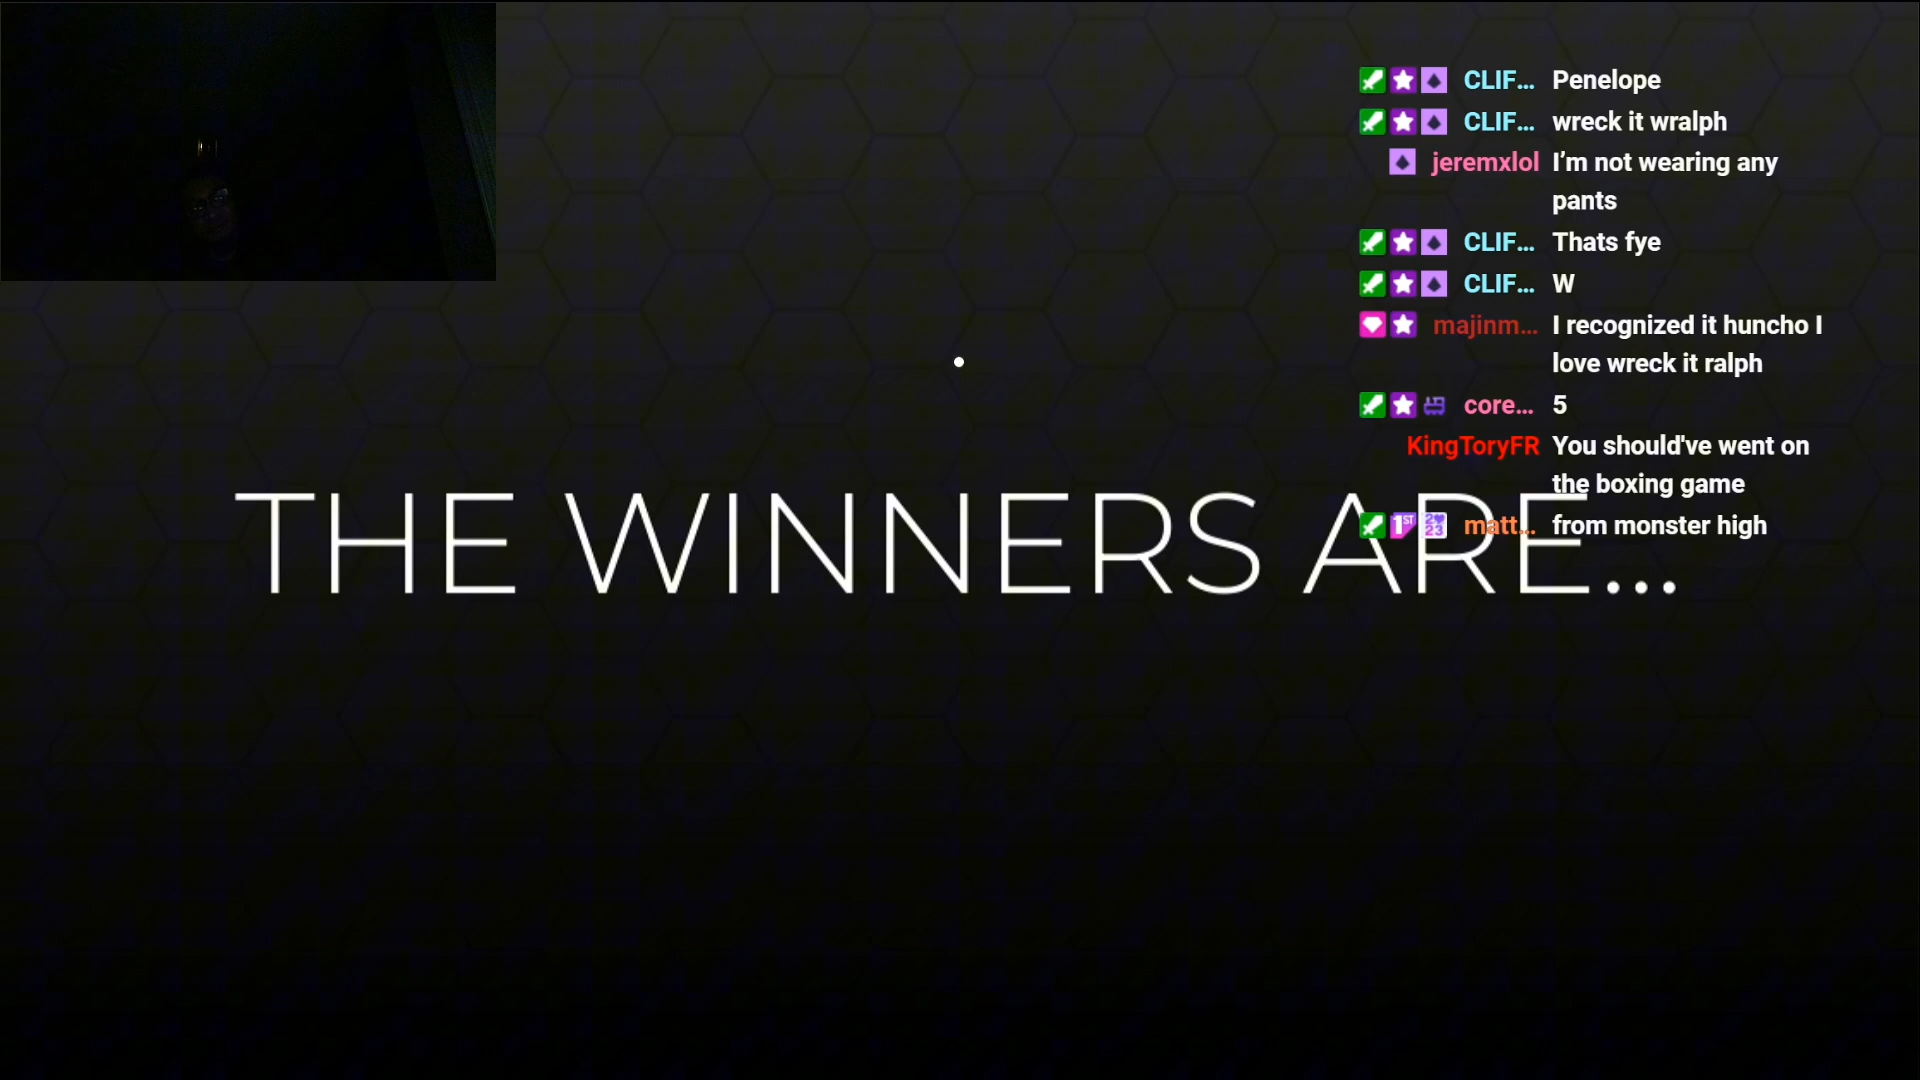 CLIF... Penelope
CLIF... wreck it wralph
jeremxlol I’m not wearing any
pants
CLIF... Thats fye
CLIF... W
majinm... I recognized it huncho I
love wreck it ralph
core... 5
KingToryFR You should've went on
the boxing game
1ST 23 matt... from monster high
THE WINNERS ARE...